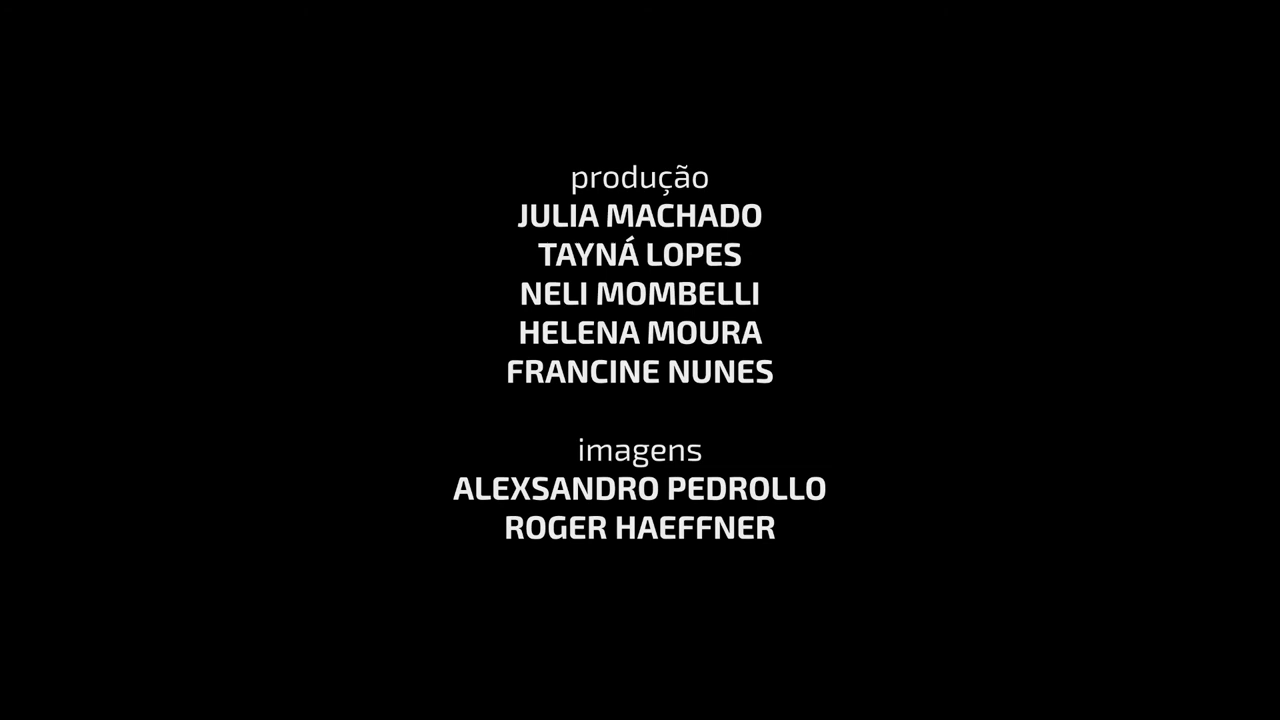 produção
JULIA MACHADO
TAYNÁ LOPES
NELI MOMBELLI
HELENA MOURA
FRANCINE NUNES
imagens
ALEXSANDRO PEDROLLO
ROGER HAEFFNER